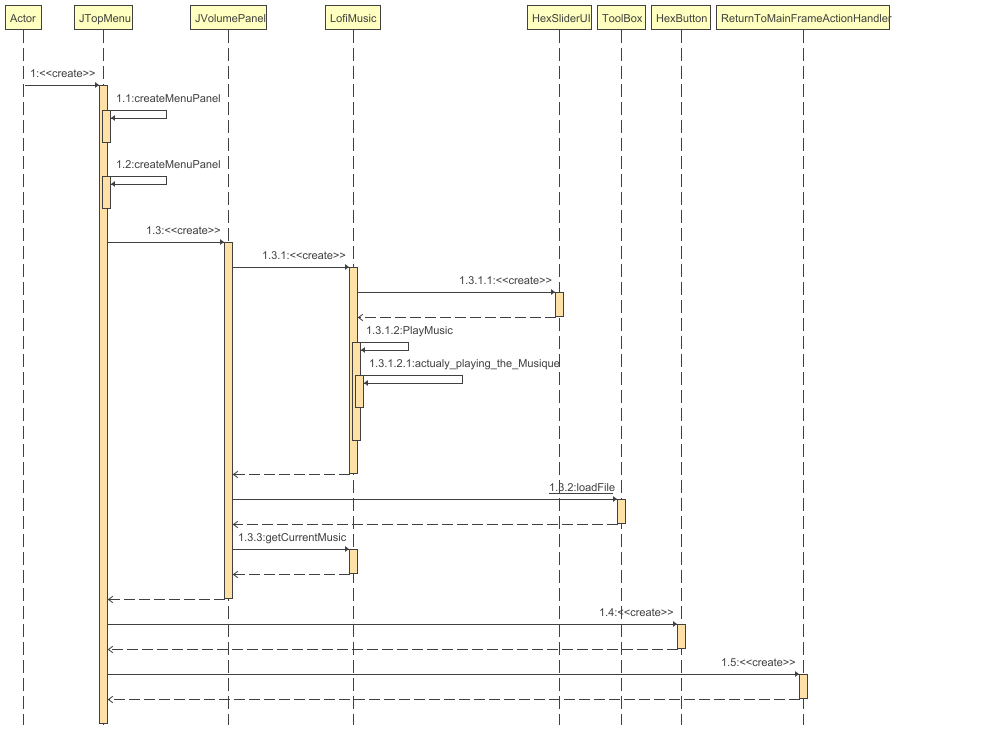 Actor JTopMenu JVolumePanel LofiMusic HexSliderUI ToolBox HexButton ReturnToMainFrameActionHandler
1:<<create>>
1.1:createMenuPanel
1.2:createMenuPanel
1.3:<<create>>
1.3.1:<<create>>
1.3.1.1:<<create>>
1.3.1.2:PlayMusic
1.3.1.2.1:actualy_playing_the_Musique
1.3.2:loadFile
1.3.3:getCurrentMusic
1.4:<<create>>
1.5:<<create>>